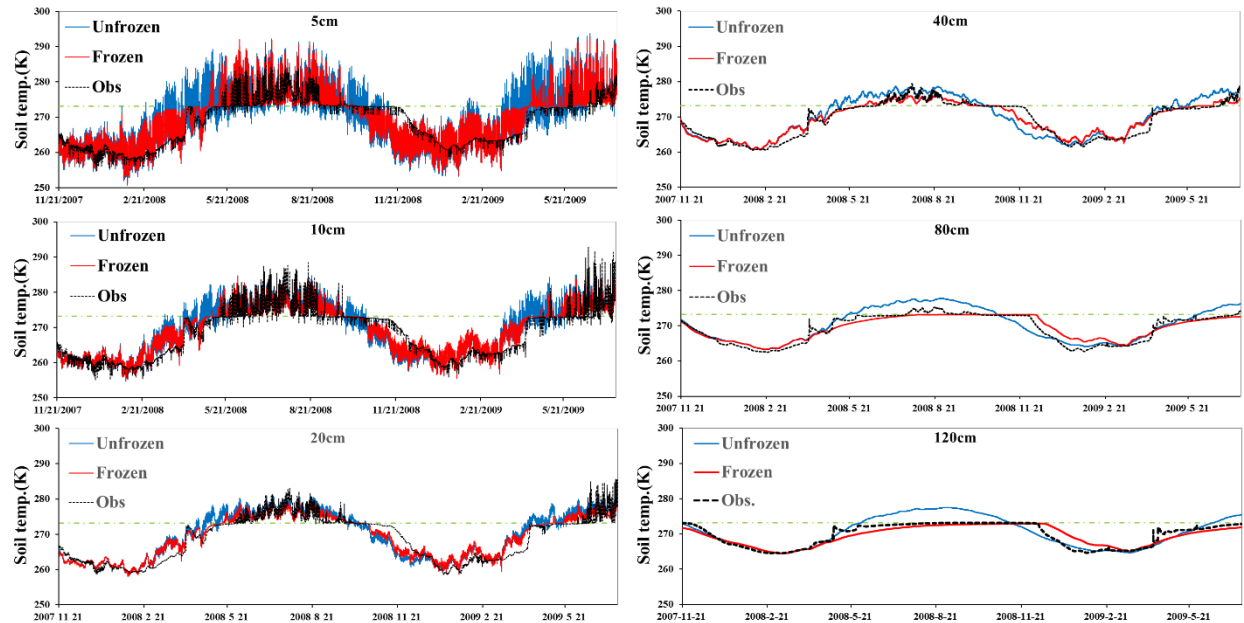 5cm
Unfrozen
Frozen
Obs
Soil temp.(K)
300
290
280
270
260
250
11/21/2007 2/21/2008 5/21/2008 8/21/2008 11/21/2008 2/21/2009 5/21/2009
10cm
Unfrozen
Frozen
Obs
Soil temp.(K)
300
290
280
270
260
250
11/21/2007 2/21/2008 5/21/2008 8/21/2008 11/21/2008 2/21/2009 5/21/2009
20cm
Unfrozen
Frozen
Obs
Soil temp.(K)
300
290
280
270
260
250
2007 11 21 2008 2 21 2008 5 21 2008 8 21 2008 11 21 2009 2 21 2009 5 21
40cm
Unfrozen
Frozen
Obs
Soil temp.(K)
300
290
280
270
260
250
2007 11 21 2008 2 21 2008 5 21 2008 8 21 2008 11 21 2009 2 21 2009 5 21
80cm
Unfrozen
Frozen
Obs
Soil temp.(K)
300
290
280
270
260
250
2007 11 21 2008 2 21 2008 5 21 2008 8 21 2008 11 21 2009 2 21 2009 5 21
120cm
Unfrozen
Frozen
Obs.
Soil temp.(K)
300
290
280
270
260
250
2007-11-21 2008-2-21 2008-5-21 2008-8-21 2008-11-21 2009-2-21 2009-5-21